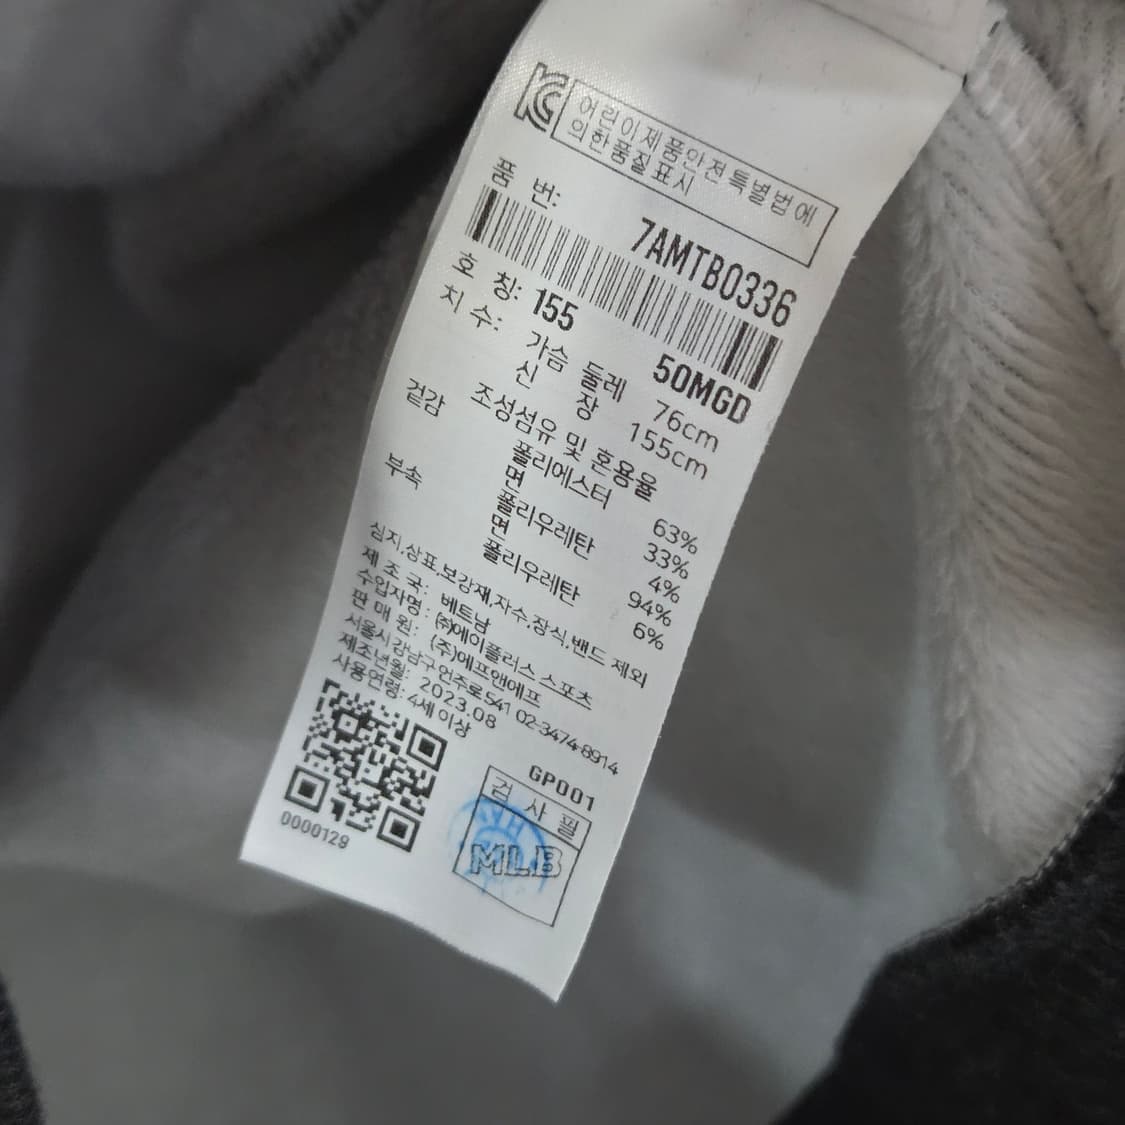 어린이제품안전특별법에
의한품질표시
품 번: 7AMTB0336
호 칭: 155 50MGD
치 수:
가슴 둘레 76cm
신 장 155cm
조성섬유 및 혼용율
겉감 폴리에스터 63%
면 33%
폴리우레탄 4%
부속 면 94%
폴리우레탄 6%
심지,상표,보강재,자수,장식,밴드 제외
제 조 국: 베트남
수입자명: (주)에이플러스 스포츠
판 매 원: (주)에프앤에프
서울시강남구언주로541 02-3474-8914
제조년월: 2023.08
사용연령: 4세이상
GP001
검 사 필
MLB
0000129